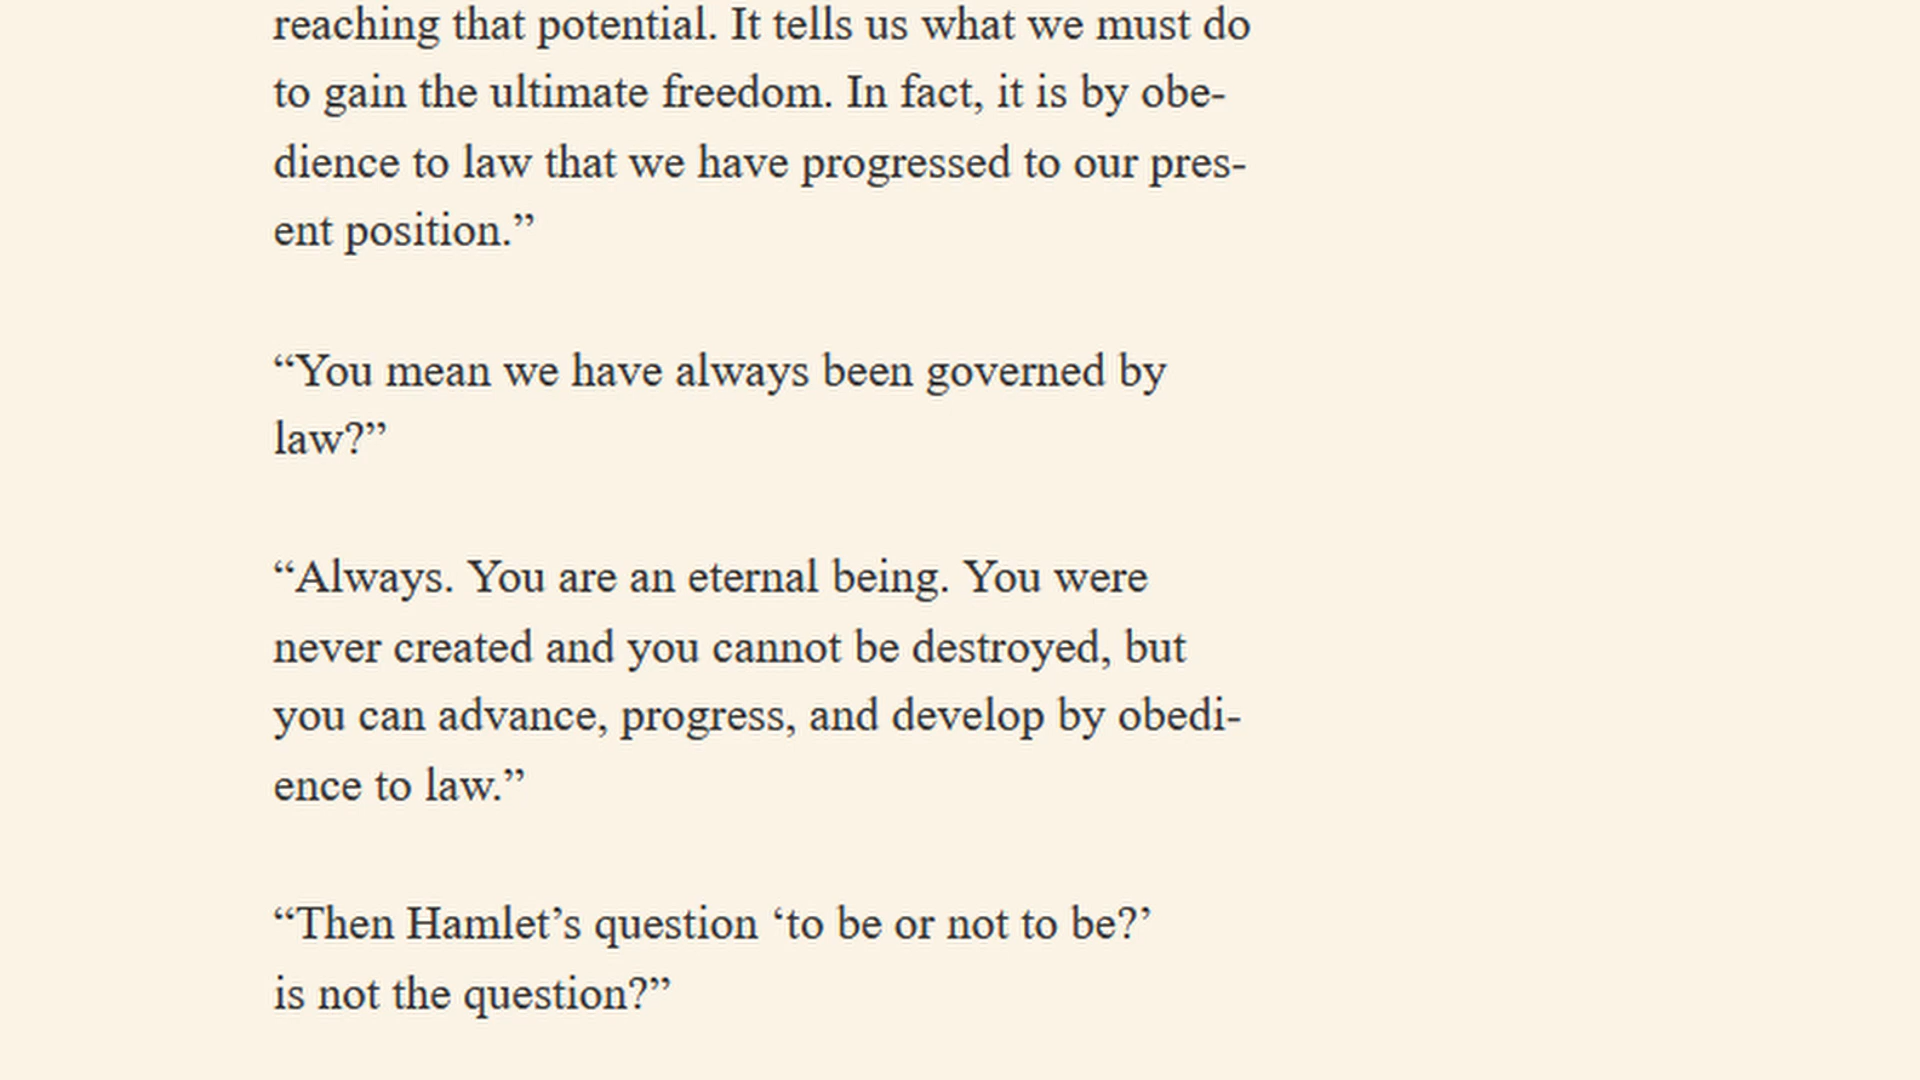 reaching that potential. It tells us what we must do
to gain the ultimate freedom. In fact, it is by obe-
dience to law that we have progressed to our pres-
ent position.”
“You mean we have always been governed by
law?”
“Always. You are an eternal being. You were
never created and you cannot be destroyed, but
you can advance, progress, and develop by obedi-
ence to law.”
“Then Hamlet’s question ‘to be or not to be?’
is not the question?”